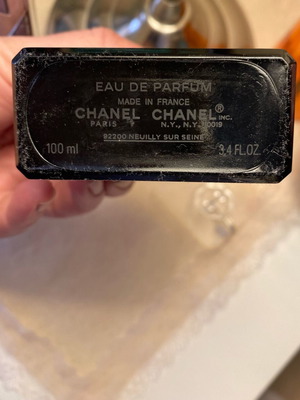 EAU DE PARFUM
MADE IN FRANCE
CHANEL CHANEL® INC.
PARIS N.Y., N.Y. 10019
92200 NEUILLY SUR SEINE
100 ml 3.4 FL.OZ.